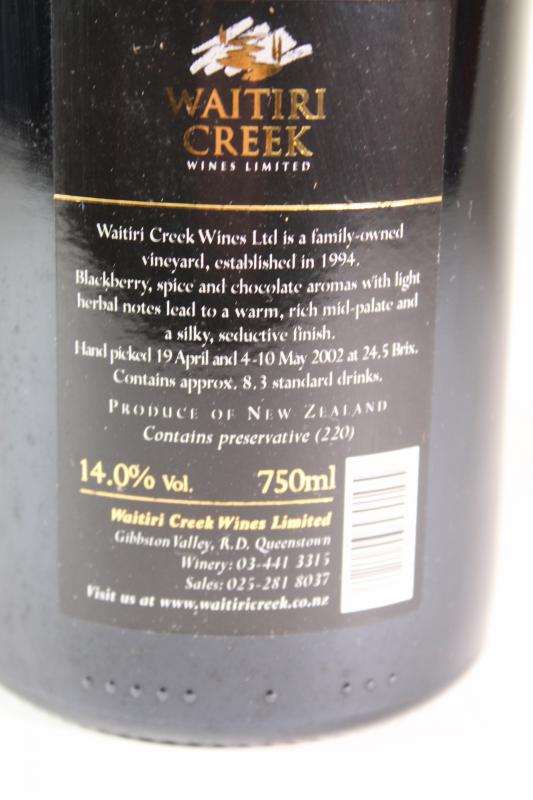 WAITIRI
CREEK
WINES LIMITED
Waitiri Creek Wines Ltd is a family-owned
vineyard, established in 1994.
Blackberry, spice and chocolate aromas with light
herbal notes lead to a warm, rich mid-palate and
a silky, seductive finish.
Hand picked 19 April and 4-10 May 2002 at 24.5 Brix.
Contains approx. 8.3 standard drinks.
PRODUCE OF NEW ZEALAND
Contains preservative (220)
14.0% Vol. 750ml
Waitiri Creek Wines Limited
Gibbston Valley, R.D. Queenstown
Winery: 03-441 3315
Sales: 025-281 8037
Visit us at www.waitiricreek.co.nz